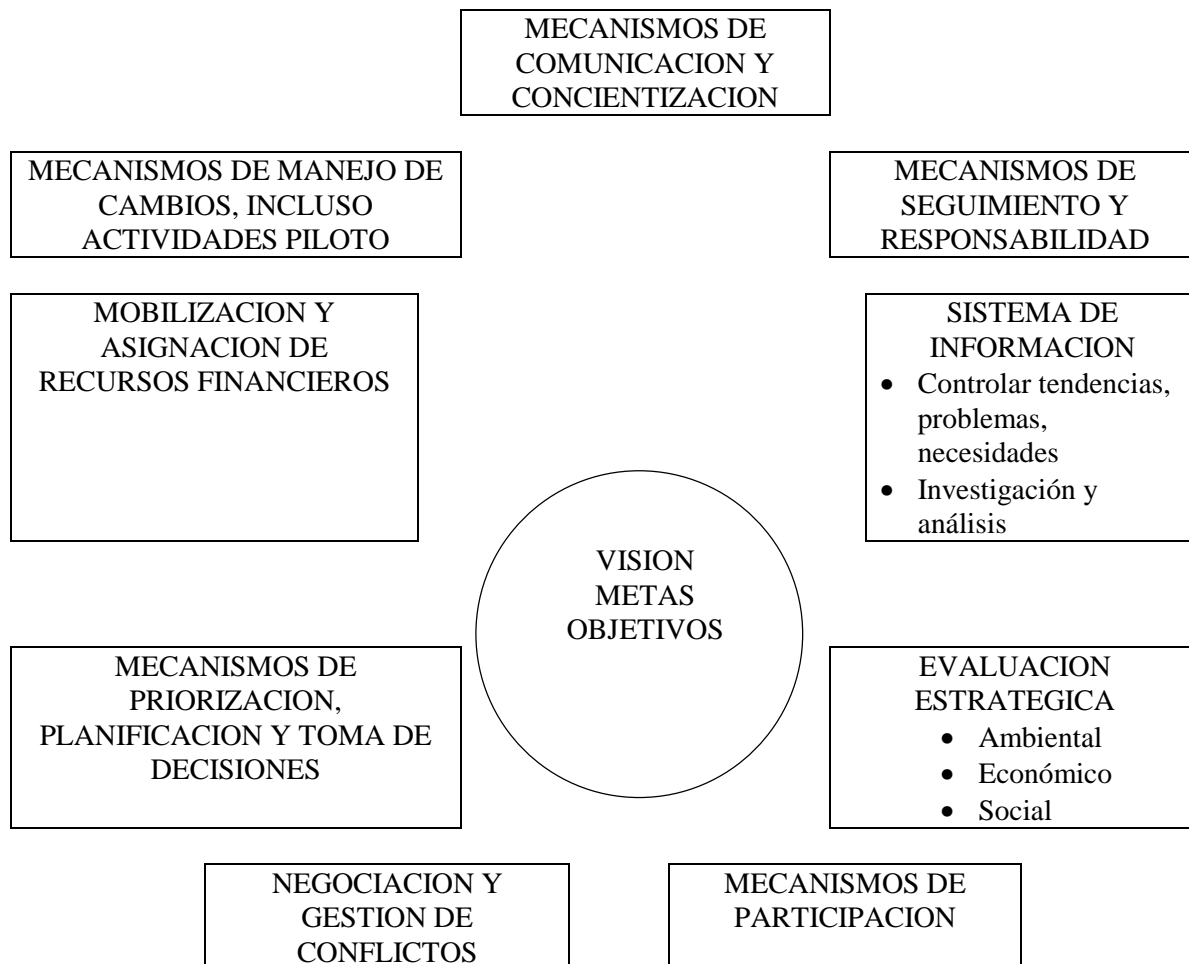 MECANISMOS DE
COMUNICACION Y
CONCIENTIZACION
MECANISMOS DE MANEJO DE
CAMBIOS, INCLUSO
ACTIVIDADES PILOTO
MECANISMOS DE
SEGUIMIENTO Y
RESPONSABILIDAD
MOBILIZACION Y
ASIGNACION DE
RECURSOS FINANCIEROS
SISTEMA DE
INFORMACION
• Controlar tendencias,
problemas,
necesidades
• Investigación y
análisis
VISION
METAS
OBJETIVOS
MECANISMOS DE
PRIORIZACION,
PLANIFICACION Y TOMA DE
DECISIONES
EVALUACION
ESTRATEGICA
• Ambiental
• Económico
• Social
NEGOCIACION Y
GESTION DE
CONFLICTOS
MECANISMOS DE
PARTICIPACION